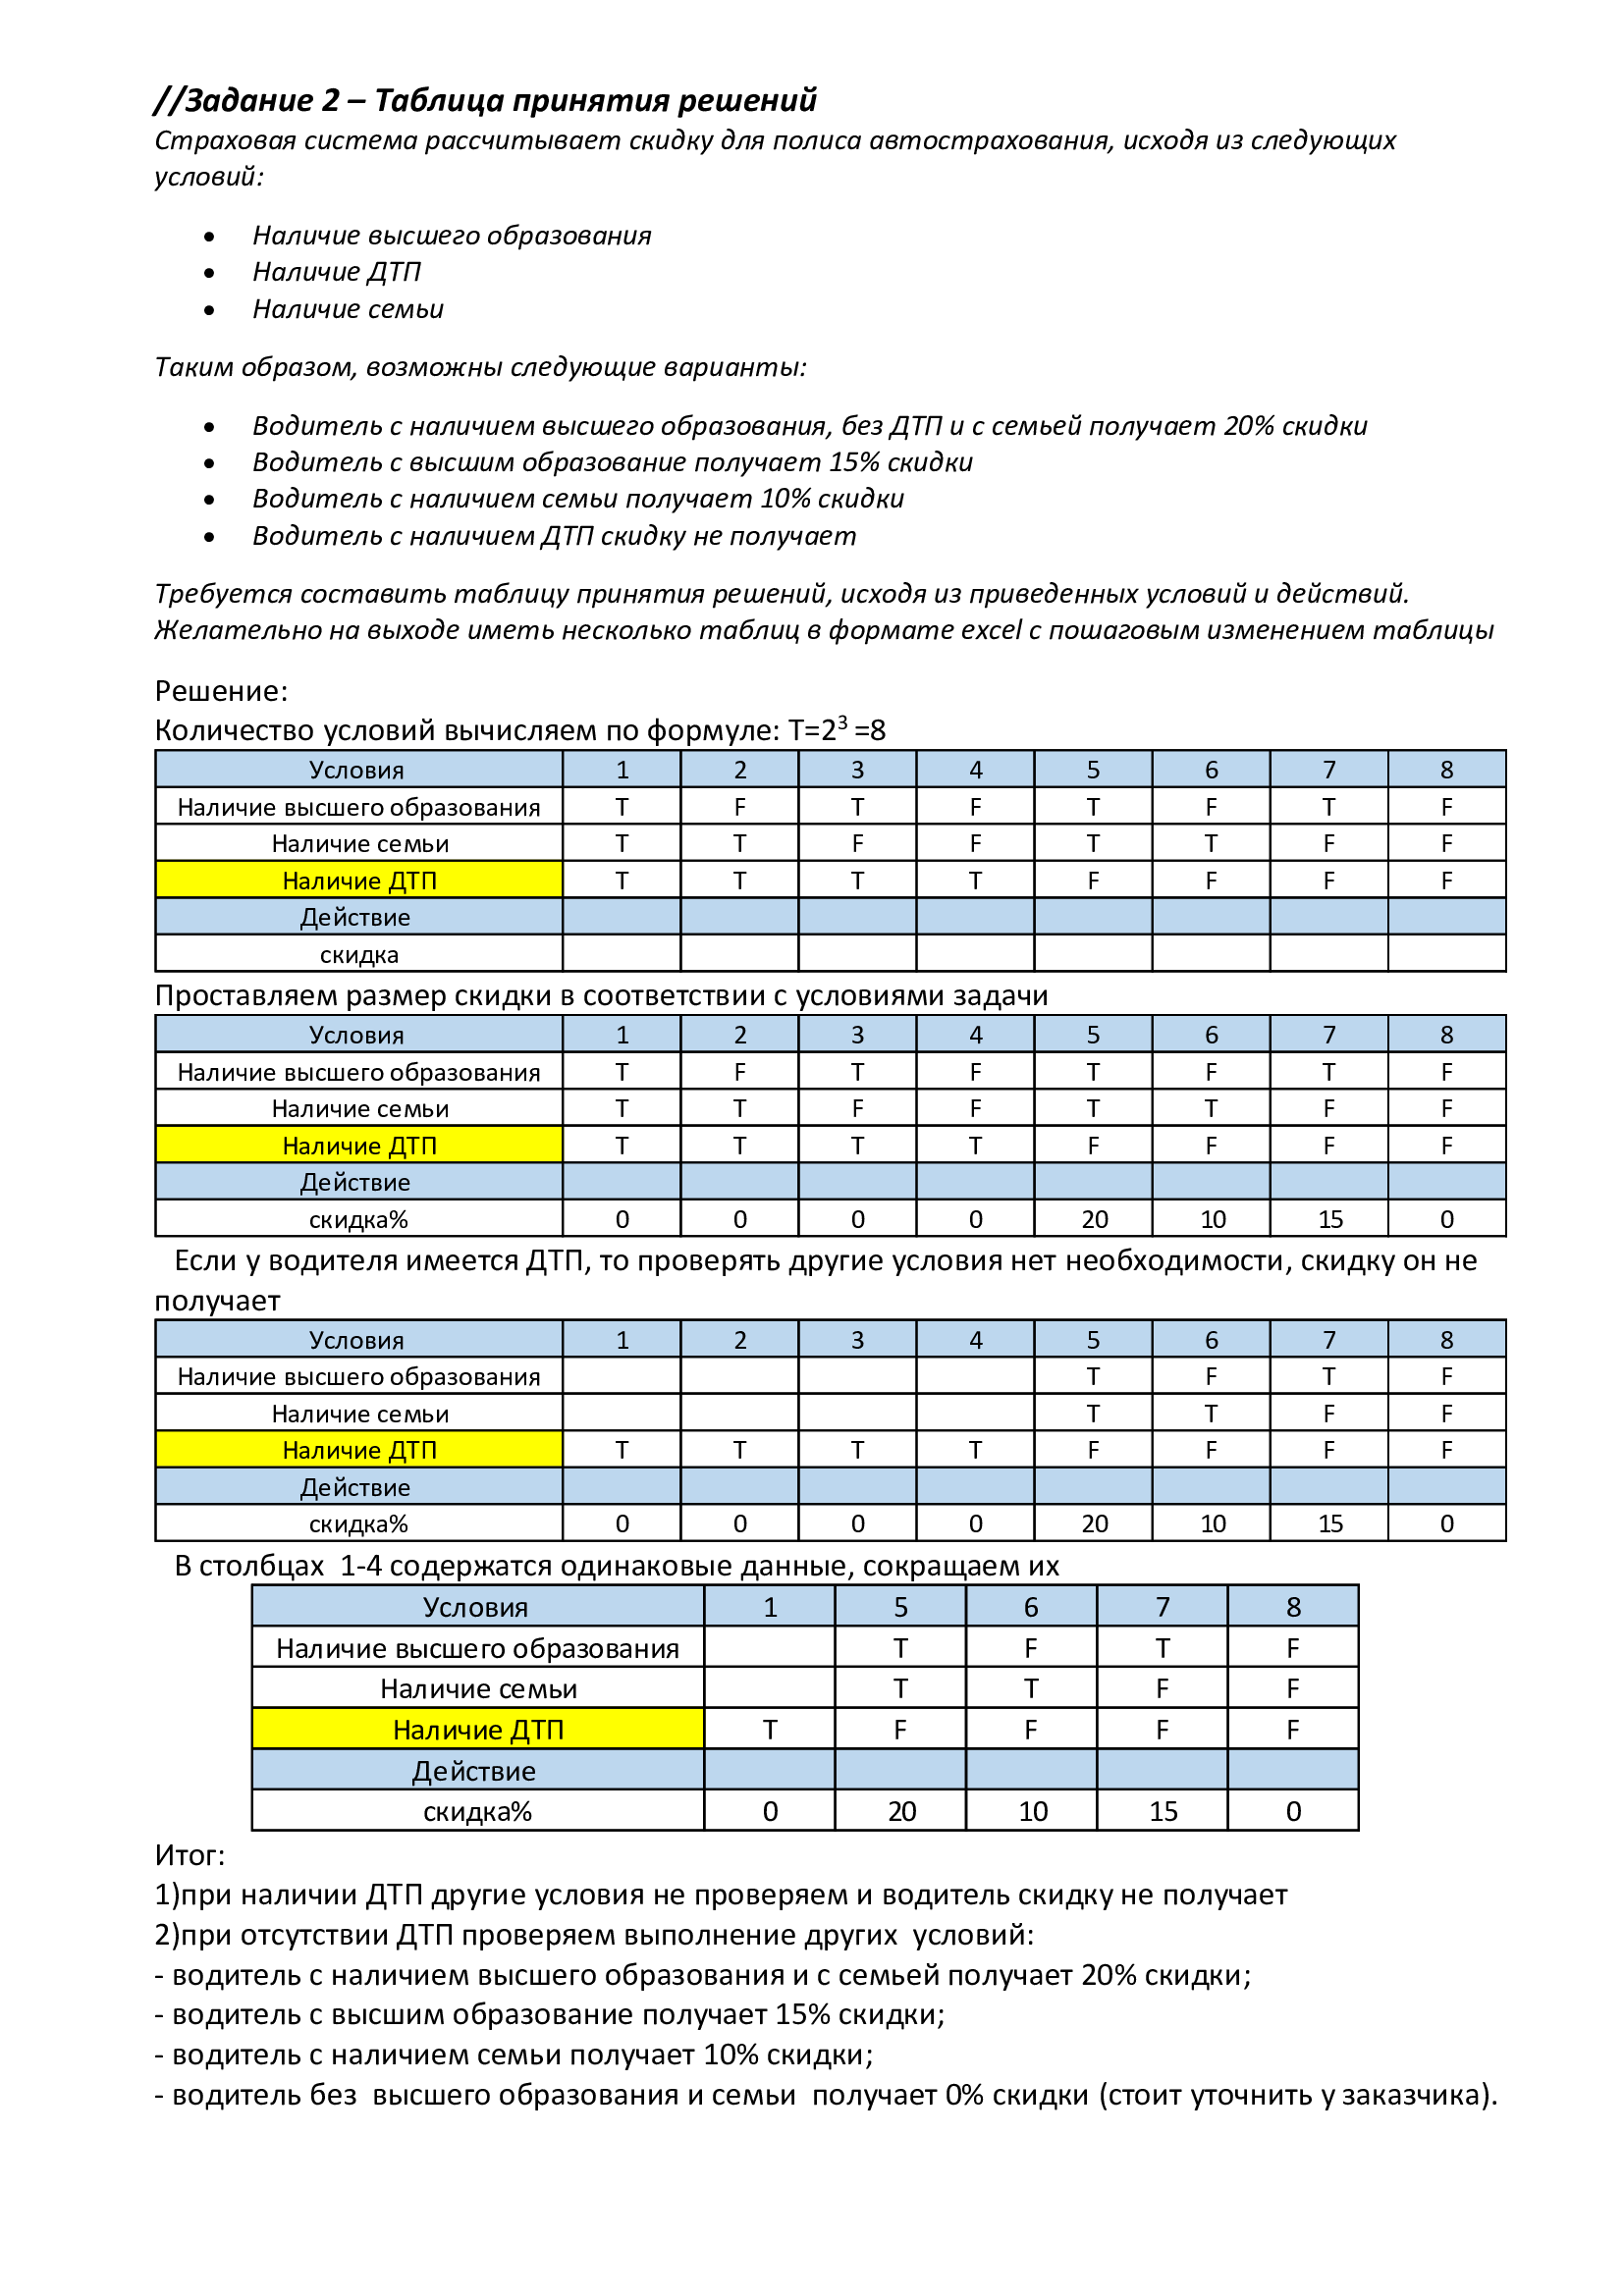 //Задание 2 – Таблица принятия решений
Страховая система рассчитывает скидку для полиса автострахования, исходя из следующих
условий:
• Наличие высшего образования
• Наличие ДТП
• Наличие семьи
Таким образом, возможны следующие варианты:
• Водитель с наличием высшего образования, без ДТП и с семьей получает 20% скидки
• Водитель с высшим образование получает 15% скидки
• Водитель с наличием семьи получает 10% скидки
• Водитель с наличием ДТП скидку не получает
Требуется составить таблицу принятия решений, исходя из приведенных условий и действий.
Желательно на выходе иметь несколько таблиц в формате excel с пошаговым изменением таблицы
Решение:
Количество условий вычисляем по формуле: T=2³ =8
Условия 1 2 3 4 5 6 7 8
Наличие высшего образования T F T F T F T F
Наличие семьи T T F F T T F F
Наличие ДТП T T T T F F F F
Действие
скидка
Проставляем размер скидки в соответствии с условиями задачи
Условия 1 2 3 4 5 6 7 8
Наличие высшего образования T F T F T F T F
Наличие семьи T T F F T T F F
Наличие ДТП T T T T F F F F
Действие
скидка% 0 0 0 0 20 10 15 0
Если у водителя имеется ДТП, то проверять другие условия нет необходимости, скидку он не
получает
Условия 1 2 3 4 5 6 7 8
Наличие высшего образования T F T F
Наличие семьи T T F F
Наличие ДТП T T T T F F F F
Действие
скидка% 0 0 0 0 20 10 15 0
В столбцах  1-4 содержатся одинаковые данные, сокращаем их
Условия 1 5 6 7 8
Наличие высшего образования T F T F
Наличие семьи T T F F
Наличие ДТП T F F F F
Действие
скидка% 0 20 10 15 0
Итог:
1)при наличии ДТП другие условия не проверяем и водитель скидку не получает
2)при отсутствии ДТП проверяем выполнение других  условий:
- водитель с наличием высшего образования и с семьей получает 20% скидки;
- водитель с высшим образование получает 15% скидки;
- водитель с наличием семьи получает 10% скидки;
- водитель без  высшего образования и семьи  получает 0% скидки (стоит уточнить у заказчика).